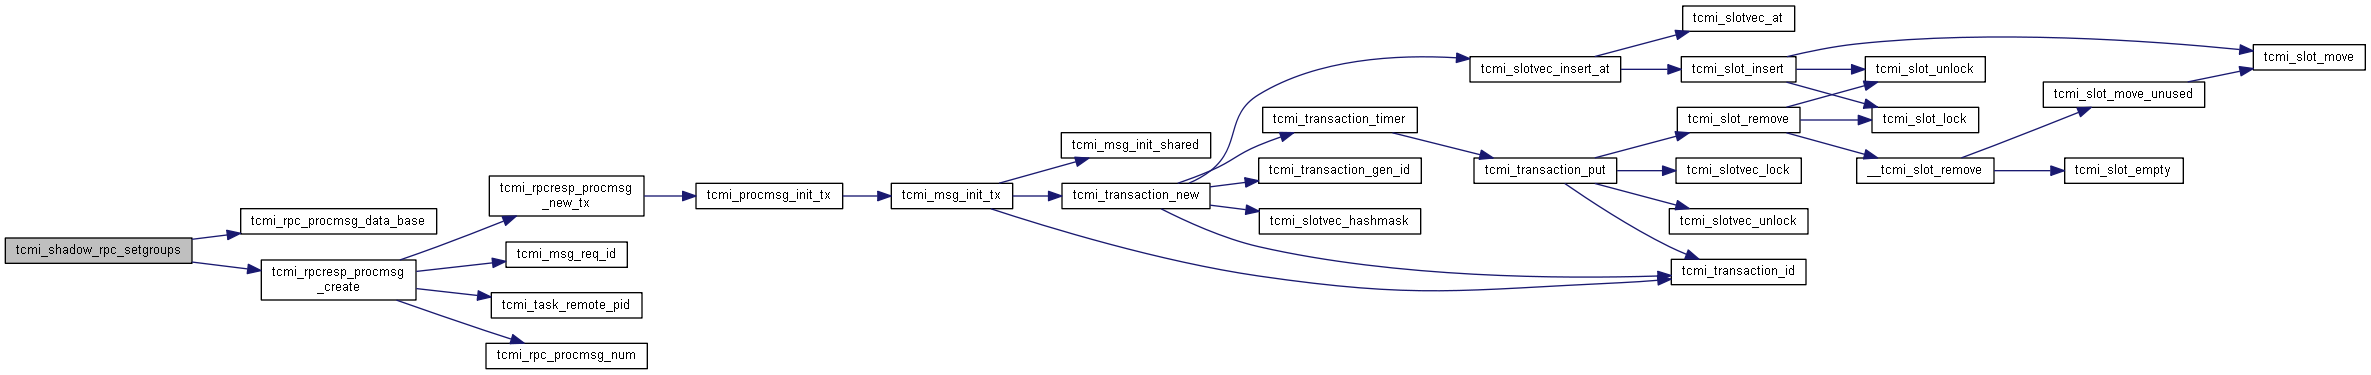 tcmi_shadow_rpc_setgroups
tcmi_rpc_procmsg_data_base
tcmi_rpcresp_procmsg
_create
tcmi_rpcresp_procmsg
_new_tx
tcmi_msg_req_id
tcmi_task_remote_pid
tcmi_rpc_procmsg_num
tcmi_procmsg_init_tx
tcmi_msg_init_tx
tcmi_msg_init_shared
tcmi_transaction_new
tcmi_transaction_timer
tcmi_transaction_gen_id
tcmi_slotvec_hashmask
tcmi_slotvec_insert_at
tcmi_transaction_put
tcmi_slotvec_at
tcmi_slot_insert
tcmi_slot_remove
tcmi_slotvec_lock
tcmi_slotvec_unlock
tcmi_transaction_id
tcmi_slot_unlock
tcmi_slot_lock
__tcmi_slot_remove
tcmi_slot_move_unused
tcmi_slot_empty
tcmi_slot_move